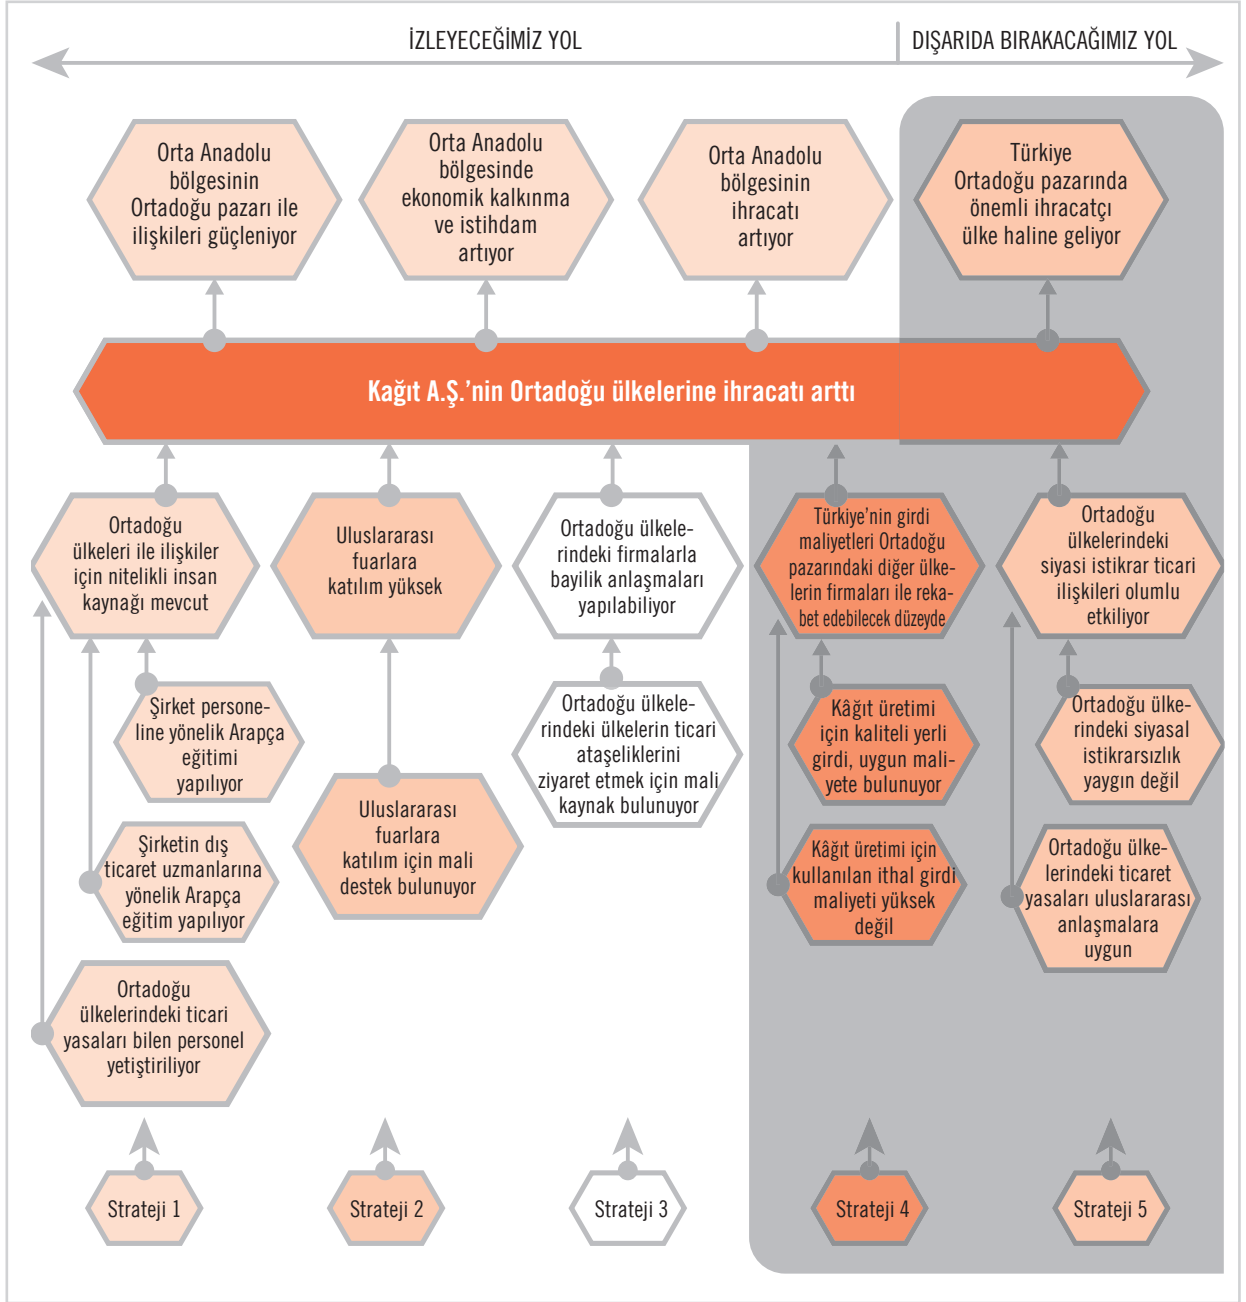 İZLEYECEĞİMİZ YOL
DIŞARIDA BIRAKACAĞIMIZ YOL
Orta Anadolu
bölgesinin
Ortadoğu pazarı ile
ilişkileri güçleniyor
Orta Anadolu
bölgesinde
ekonomik kalkınma
ve istihdam
artıyor
Orta Anadolu
bölgesinin
ihracatı
artıyor
Türkiye
Ortadoğu pazarında
önemli ihracatçı
ülke haline geliyor
Kağıt A.Ş.’nin Ortadoğu ülkelerine ihracatı arttı
Ortadoğu
ülkeleri ile ilişkiler
için nitelikli insan
kaynağı mevcut
Uluslararası
fuarlara
katılım yüksek
Ortadoğu ülkele-
rindeki firmalarla
bayilik anlaşmaları
yapılabiliyor
Türkiye’nin girdi
maliyetleri Ortadoğu
pazarındaki diğer ülke-
lerin firmaları ile reka-
bet edebilecek düzeyde
Ortadoğu
ülkelerindeki
siyasi istikrar ticari
ilişkileri olumlu
etkiliyor
Şirket persone-
line yönelik Arapça
eğitimi
yapılıyor
Ortadoğu ülkele-
rindeki ülkelerin ticari
ataşeliklerini
ziyaret etmek için mali
kaynak bulunuyor
Kâğıt üretimi
için kaliteli yerli
girdi, uygun mali-
yete bulunuyor
Ortadoğu ülke-
rindeki siyasal
istikrarsızlık
yaygın değil
Şirketin dış
ticaret uzmanlarına
yönelik Arapça
eğitim yapılıyor
Uluslararası
fuarlara
katılım için mali
destek bulunuyor
Kâğıt üretimi için
kullanılan ithal girdi
maliyeti yüksek
değil
Ortadoğu ülke-
lerindeki ticaret
yasaları uluslararası
anlaşmalara
uygun
Ortadoğu
ülkelerindeki ticari
yasaları bilen personel
yetiştiriliyor
Strateji 1
Strateji 2
Strateji 3
Strateji 4
Strateji 5